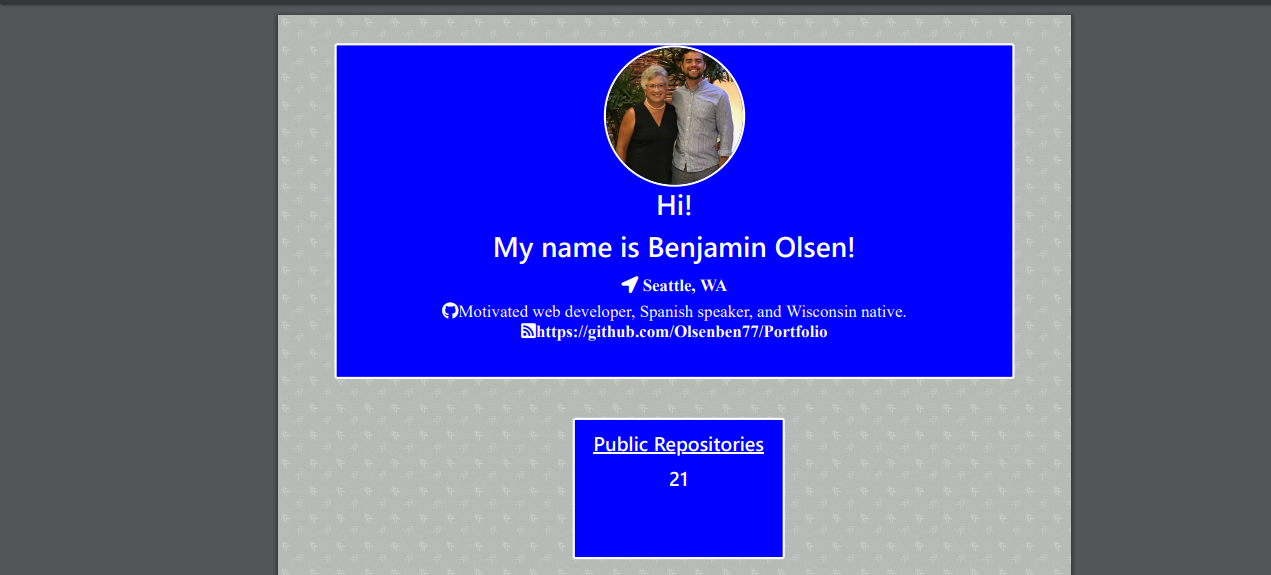 Hi!
My name is Benjamin Olsen!
Seattle, WA
Motivated web developer, Spanish speaker, and Wisconsin native.
https://github.com/Olsenben77/Portfolio
Public Repositories
21